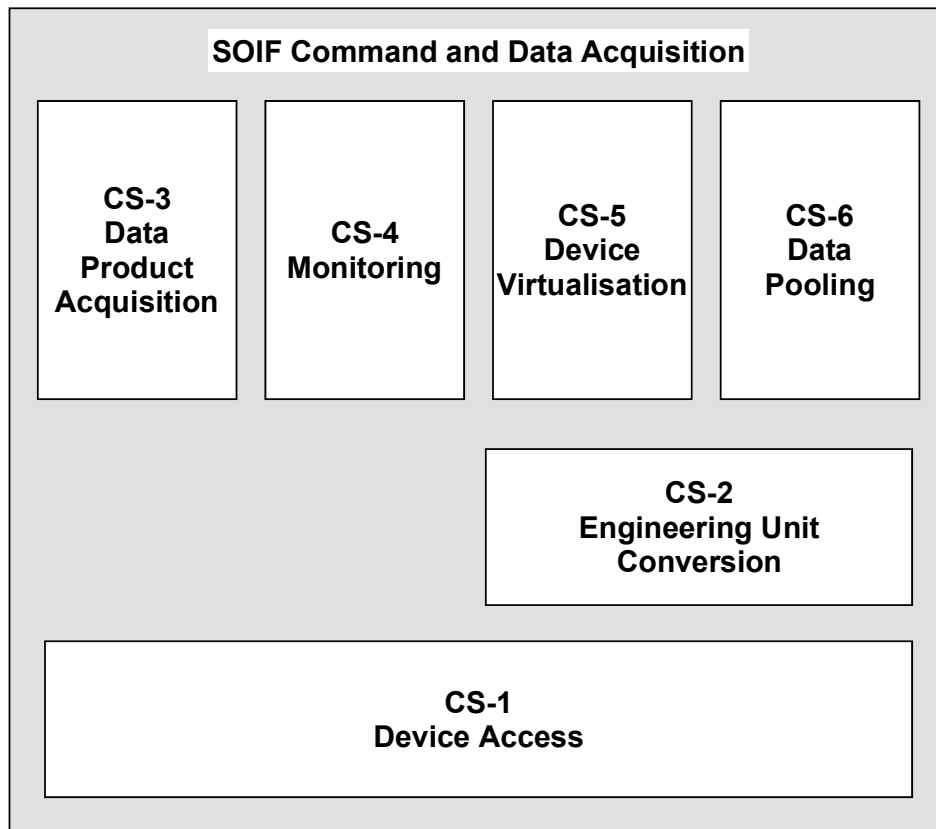 SOIF Command and Data Acquisition
CS-3
Data
Product
Acquisition
CS-4
Monitoring
CS-5
Device
Virtualisation
CS-6
Data
Pooling
CS-2
Engineering Unit
Conversion
CS-1
Device Access